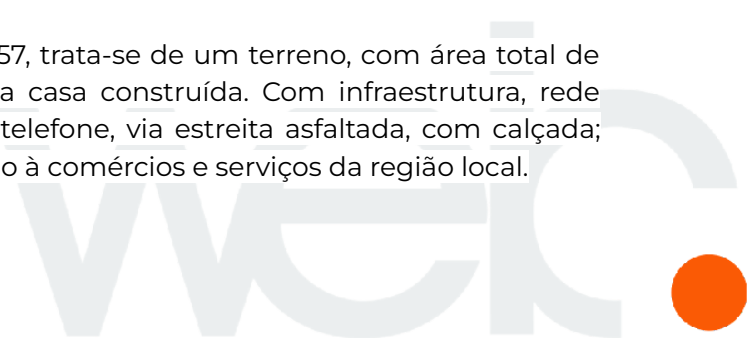 57, trata-se de um terreno, com área total de
a casa construída. Com infraestrutura, rede
telefone, via estreita asfaltada, com calçada;
o à comércios e serviços da região local.